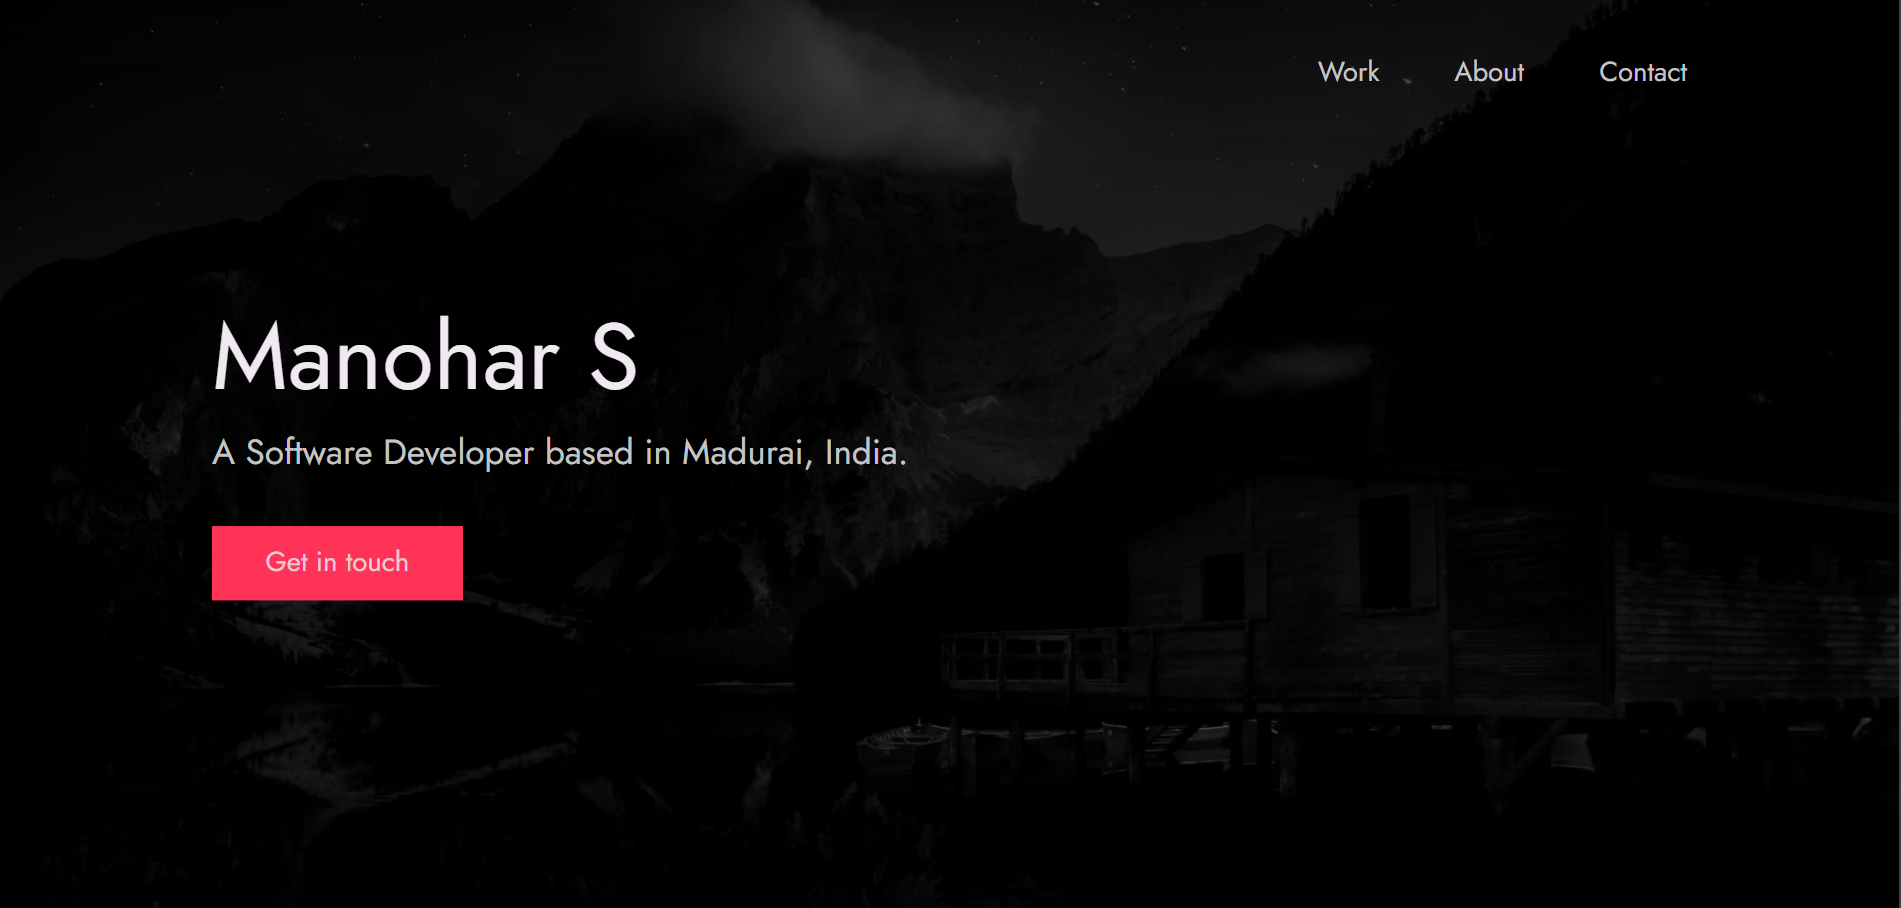 Work About Contact
Manohar S
A Software Developer based in Madurai, India.
Get in touch